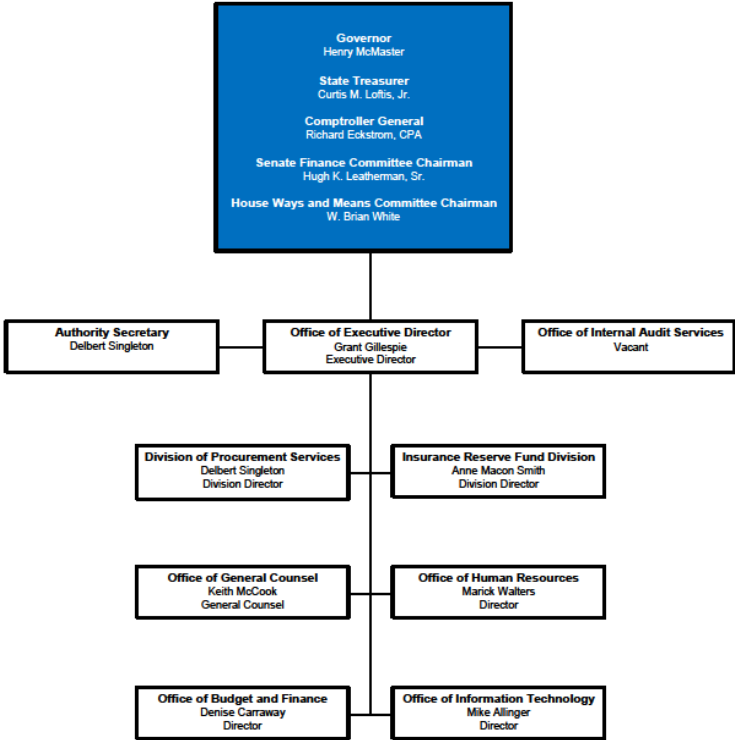 Governor
Henry McMaster
State Treasurer
Curtis M. Loftis, Jr.
Comptroller General
Richard Eckstrom, CPA
Senate Finance Committee Chairman
Hugh K. Leatherman, Sr.
House Ways and Means Committee Chairman
W. Brian White
Authority Secretary
Delbert Singleton
Office of Executive Director
Grant Gillespie
Executive Director
Office of Internal Audit Services
Vacant
Division of Procurement Services
Delbert Singleton
Division Director
Insurance Reserve Fund Division
Anne Macon Smith
Division Director
Office of General Counsel
Keith McCook
General Counsel
Office of Human Resources
Marick Walters
Director
Office of Budget and Finance
Denise Carraway
Director
Office of Information Technology
Mike Allinger
Director